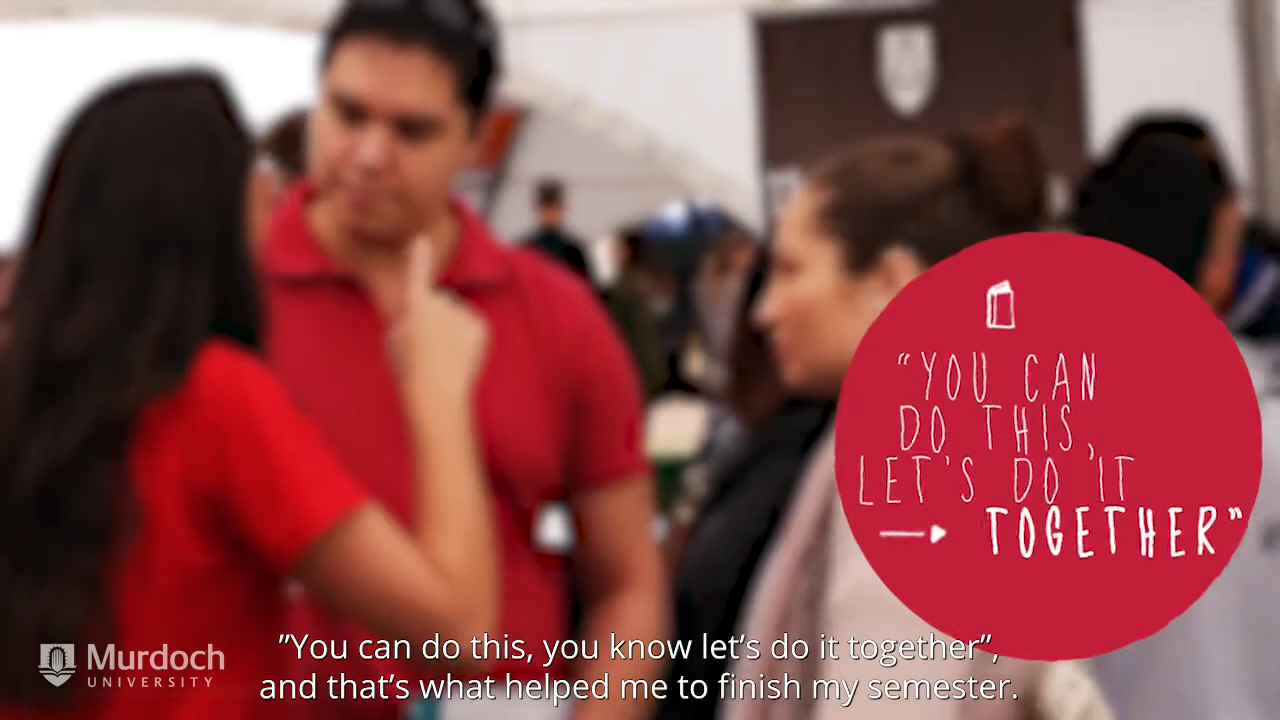 “YOU CAN
DO THIS,
LET'S DO IT
TOGETHER”
Murdoch
UNIVERSITY
”You can do this, you know let’s do it together”,
and that’s what helped me to finish my semester.